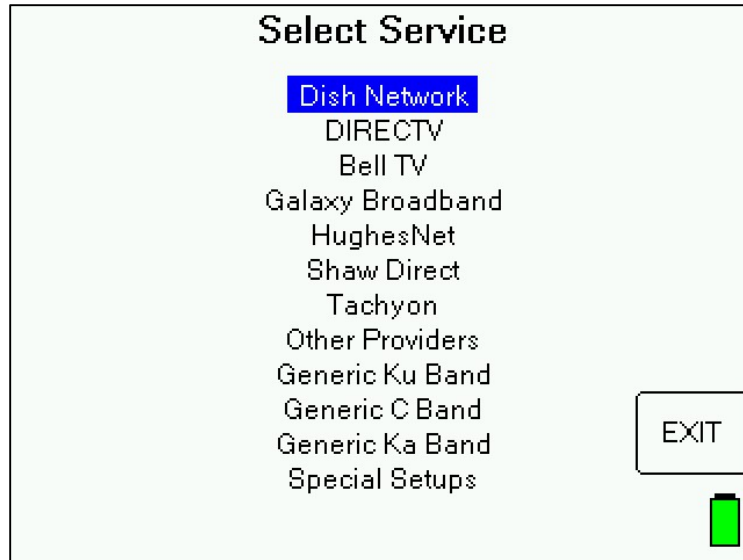 Select Service
Dish Network
DIRECTV
Bell TV
Galaxy Broadband
HughesNet
Shaw Direct
Tachyon
Other Providers
Generic Ku Band
Generic C Band
Generic Ka Band
Special Setups
EXIT